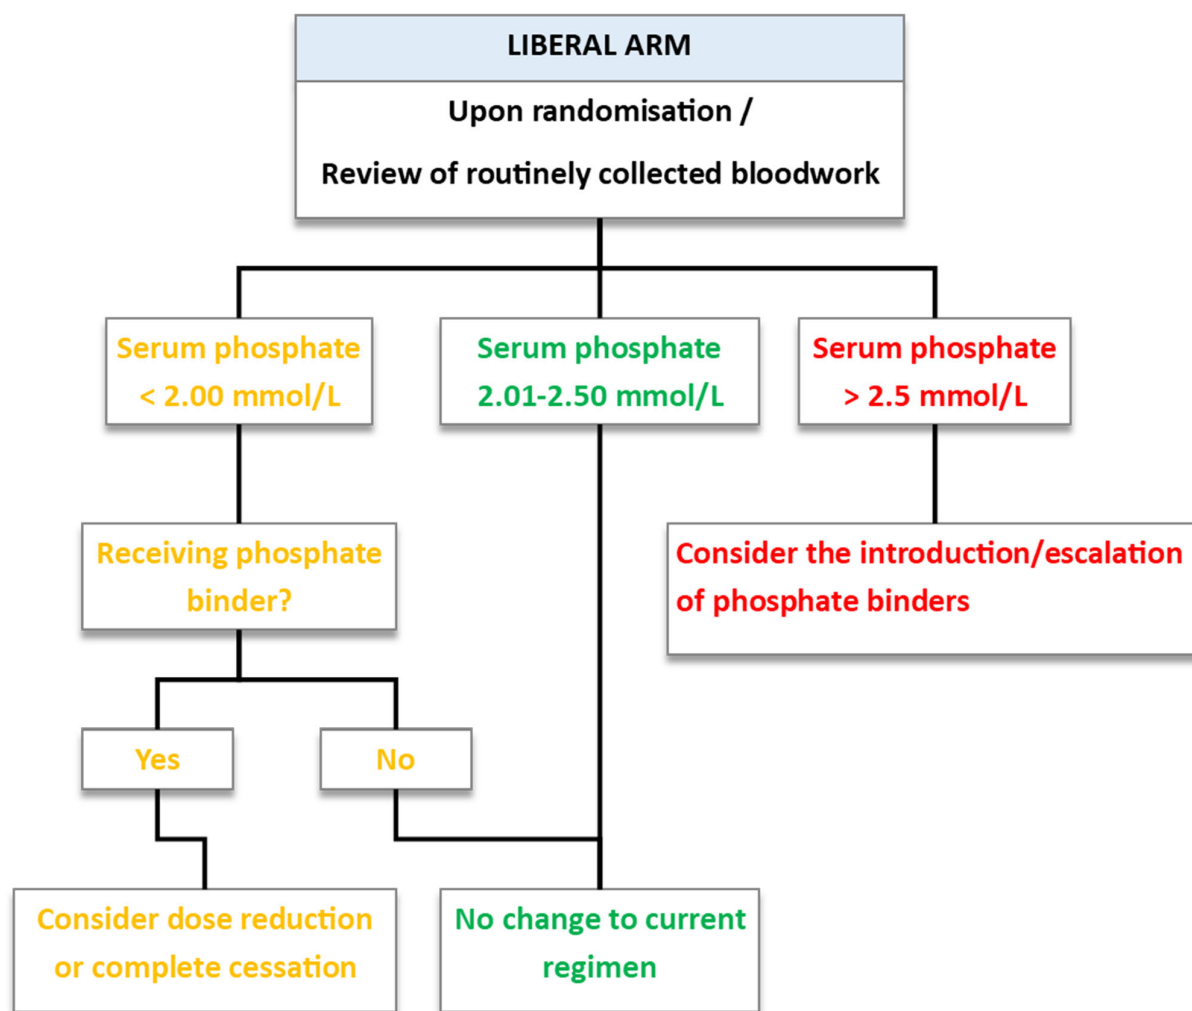 LIBERAL ARM
Upon randomisation /
Review of routinely collected bloodwork
Serum phosphate
< 2.00 mmol/L
Serum phosphate
2.01-2.50 mmol/L
Serum phosphate
> 2.5 mmol/L
Receiving phosphate
binder?
Consider the introduction/escalation
of phosphate binders
Yes
No
Consider dose reduction
or complete cessation
No change to current
regimen